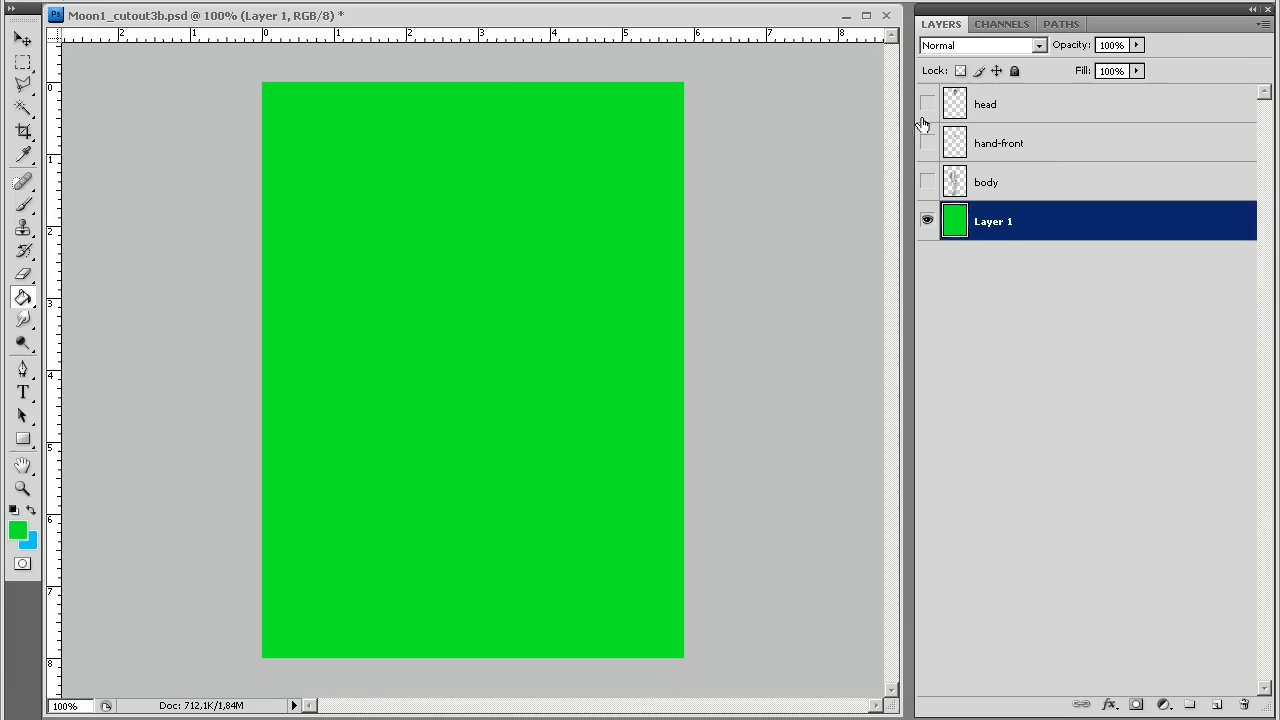 Ps Moon1_cutout3b.psd @ 100% (Layer 1, RGB/8) *
2 1 0 1 2 3 4 5 6 7 8
0
1
2
3
4
5
6
7
8
T
100% Doc: 712,1K/1,84M
LAYERS CHANNELS PATHS
Normal Opacity: 100%
Lock: Fill: 100%
head
hand-front
body
Layer 1
fx